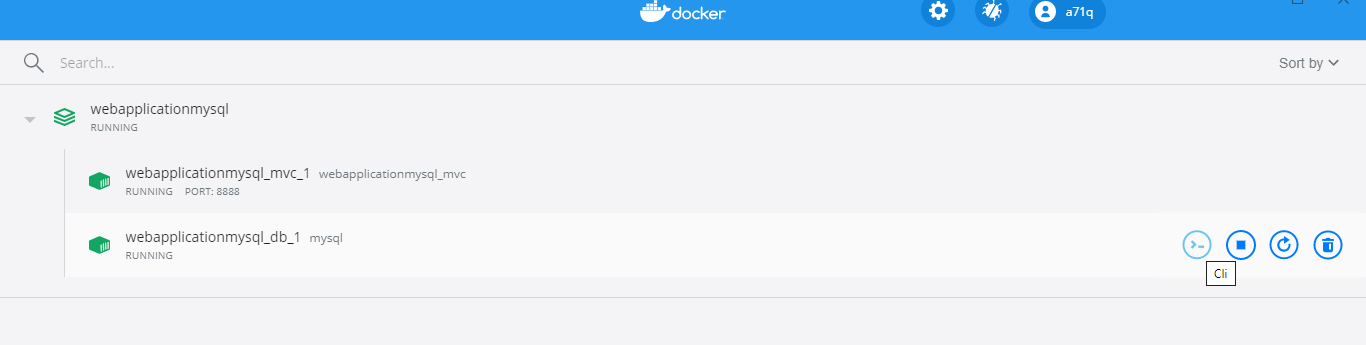 docker
a71q
Search...
Sort by
webapplicationmysql
RUNNING
webapplicationmysql_mvc_1 webapplicationmysql_mvc
RUNNING PORT: 8888
webapplicationmysql_db_1 mysql
RUNNING
Cli